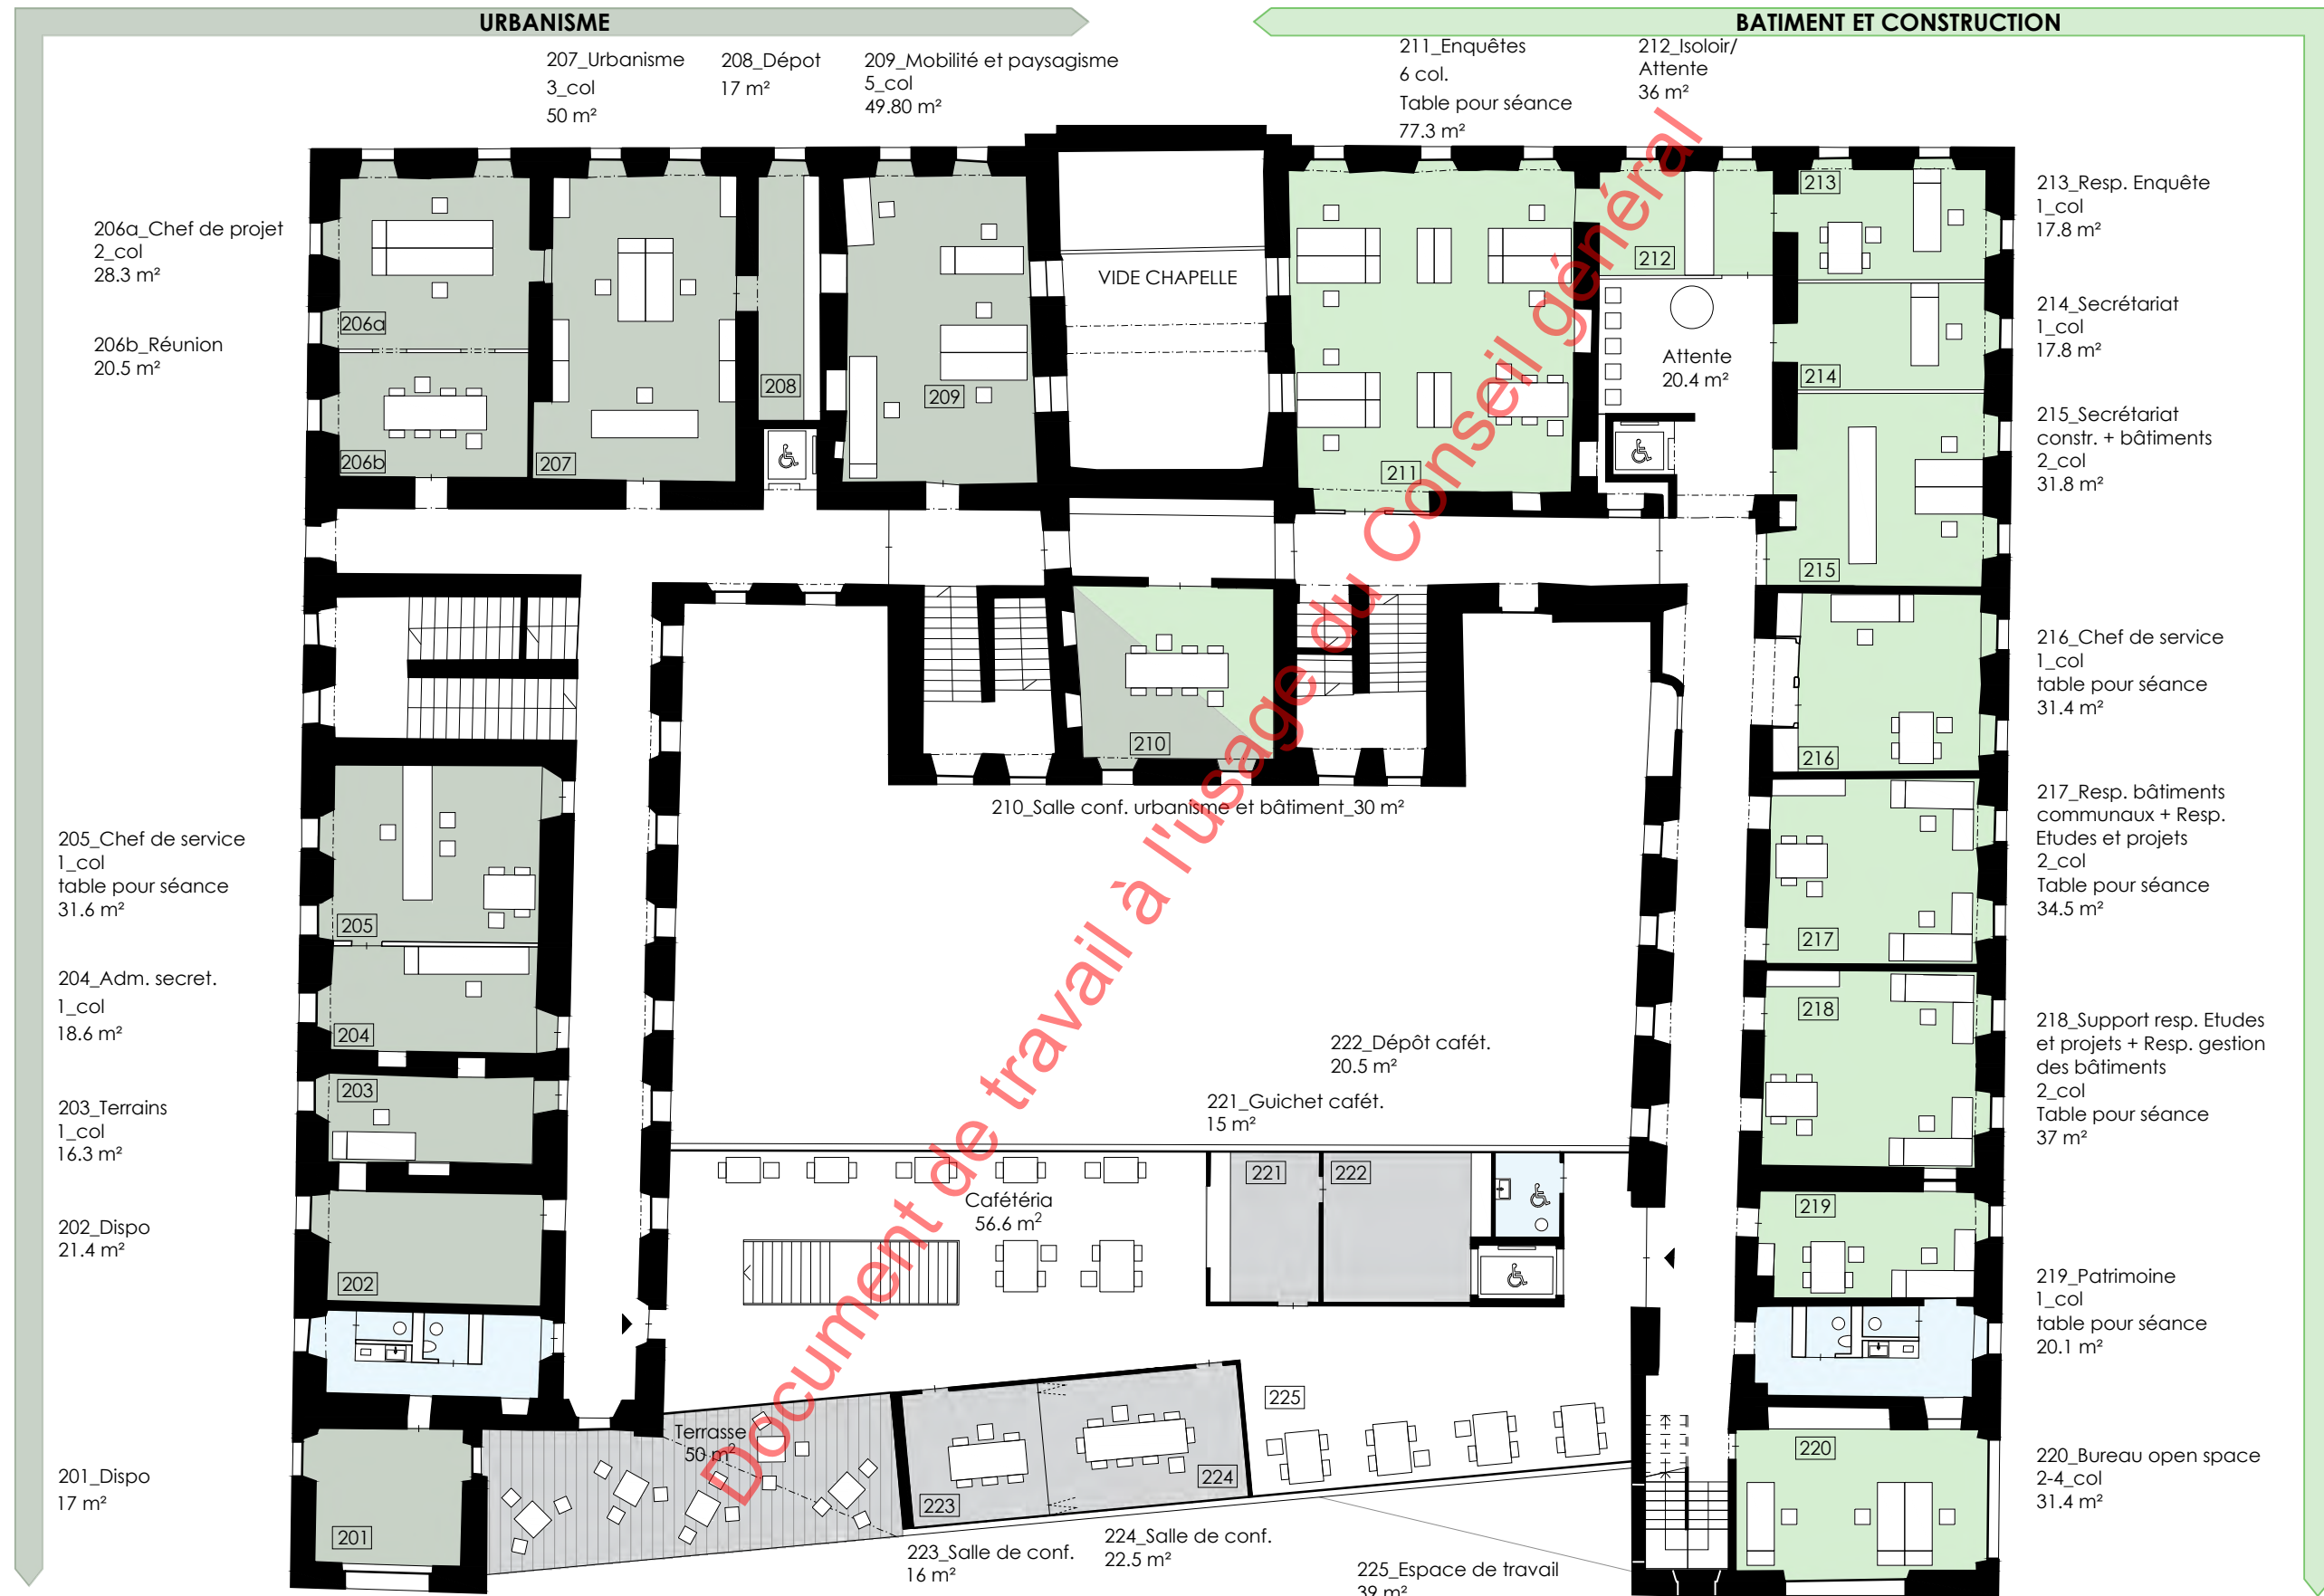 URBANISME
BATIMENT ET CONSTRUCTION
207_Urbanisme
3_col
50 m²
208_Dépot
17 m²
209_Mobilité et paysagisme
5_col
49.80 m²
211_Enquêtes
6 col.
Table pour séance
77.3 m²
212_Isoloir/
Attente
36 m²
206a_Chef de projet
2_col
28.3 m²
206b_Réunion
20.5 m²
206a
206b
207
208
209
VIDE CHAPELLE
211
212
Attente
20.4 m²
213
214
215
213_Resp. Enquête
1_col
17.8 m²
214_Secrétariat
1_col
17.8 m²
215_Secrétariat
constr. + bâtiments
2_col
31.8 m²
210
210_Salle conf. urbanisme et bâtiment_30 m²
216
216_Chef de service
1_col
table pour séance
31.4 m²
217
217_Resp. bâtiments
communaux + Resp.
Etudes et projets
2_col
Table pour séance
34.5 m²
205_Chef de service
1_col
table pour séance
31.6 m²
205
204_Adm. secret.
1_col
18.6 m²
204
203
203_Terrains
1_col
16.3 m²
202_Dispo
21.4 m²
202
201_Dispo
17 m²
201
218
218_Support resp. Etudes
et projets + Resp. gestion
des bâtiments
2_col
Table pour séance
37 m²
222_Dépôt cafét.
20.5 m²
221_Guichet cafét.
15 m²
221
222
Cafétéria
56.6 m²
219
219_Patrimoine
1_col
table pour séance
20.1 m²
Terrasse
50 m²
223
224
225
220
220_Bureau open space
2-4_col
31.4 m²
223_Salle de conf.
16 m²
224_Salle de conf.
22.5 m²
225_Espace de travail
39 m²
Document de travail à l'usage du Conseil général